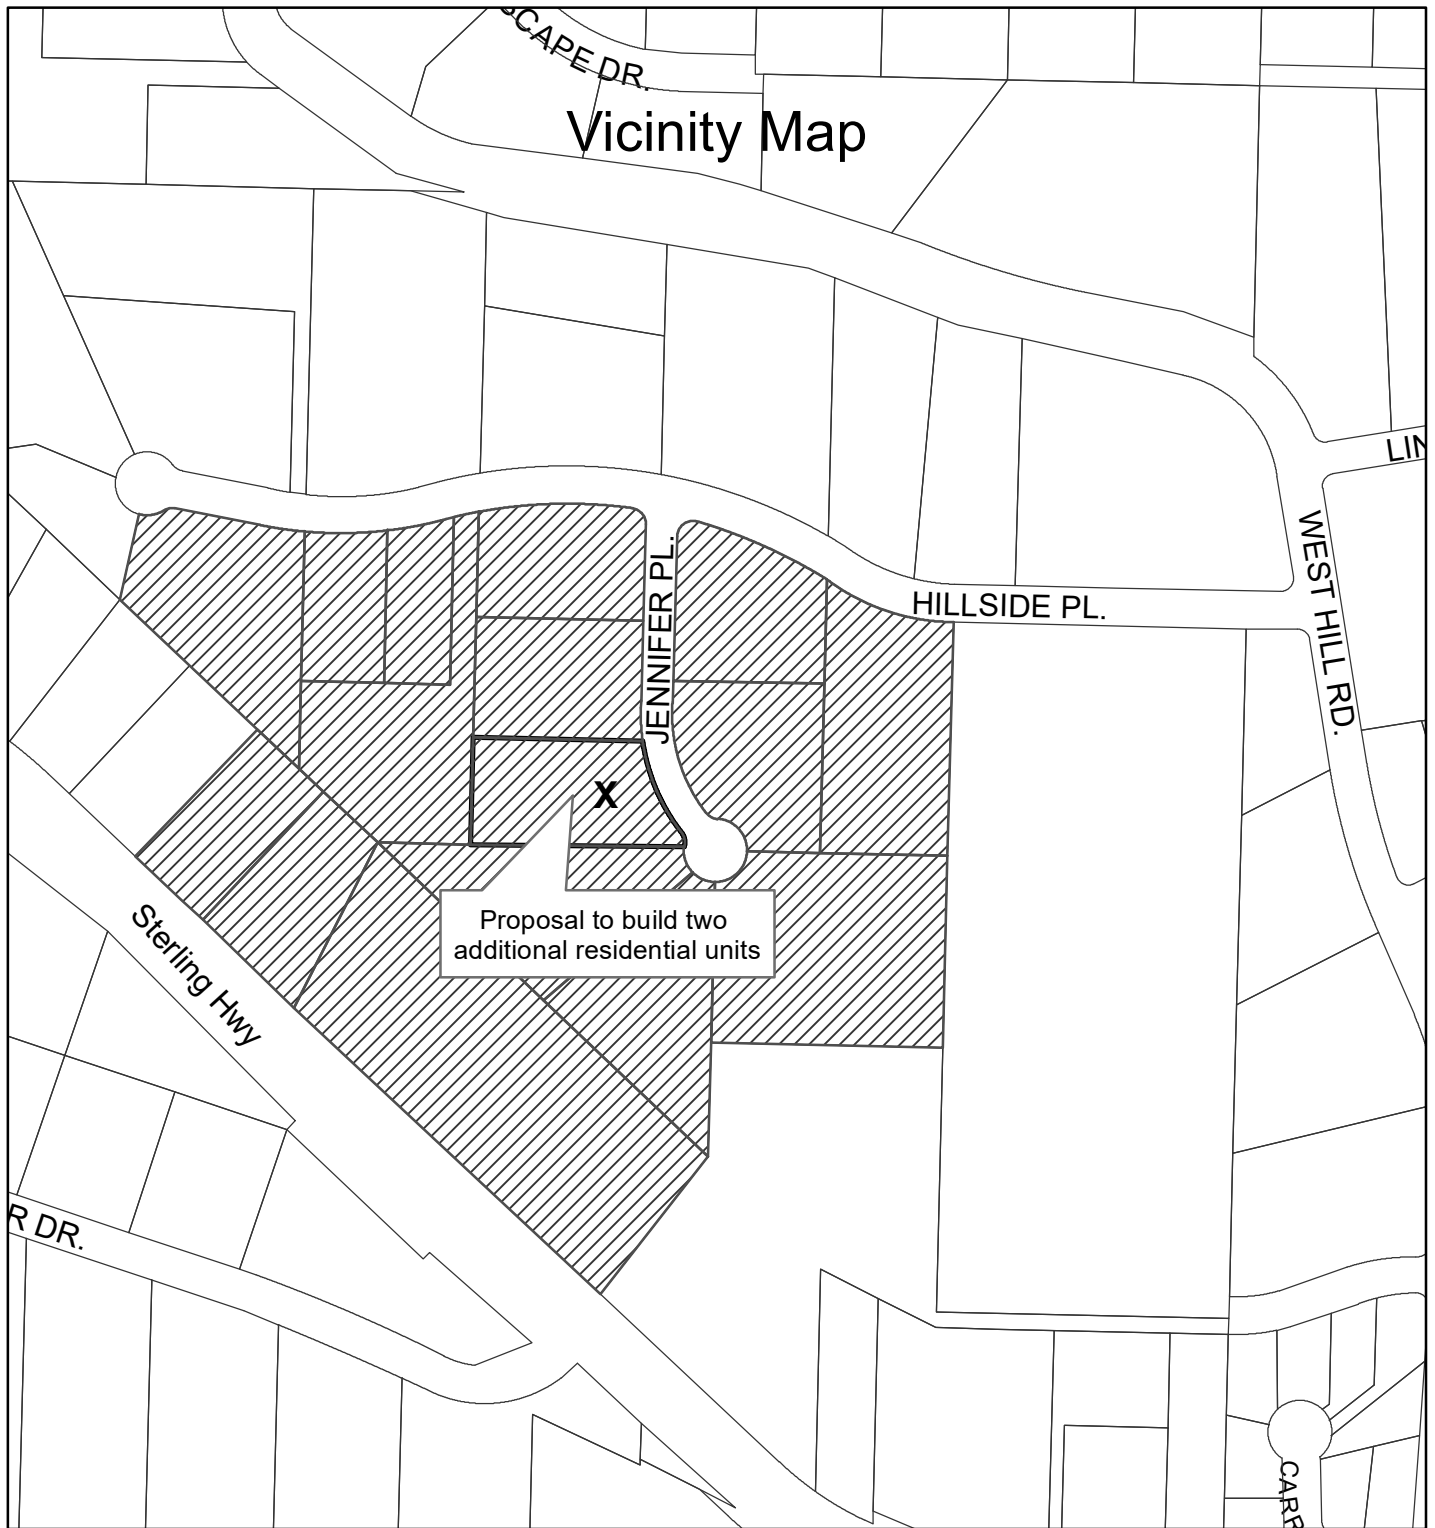 SCAPE DR.
Vicinity Map
LIN
WEST HILL RD.
JENNIFER PL.
HILLSIDE PL.
X
Proposal to build two
additional residential units
Sterling Hwy
R DR.
CARR